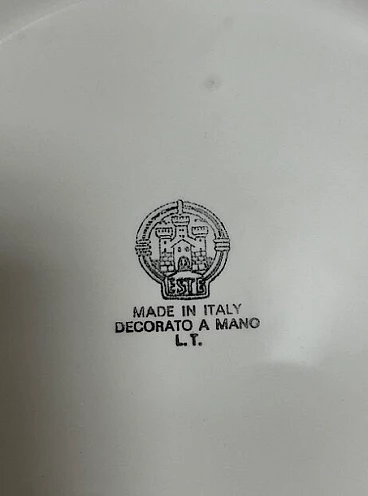 ESTE
MADE IN ITALY
DECORATO A MANO
L.T.